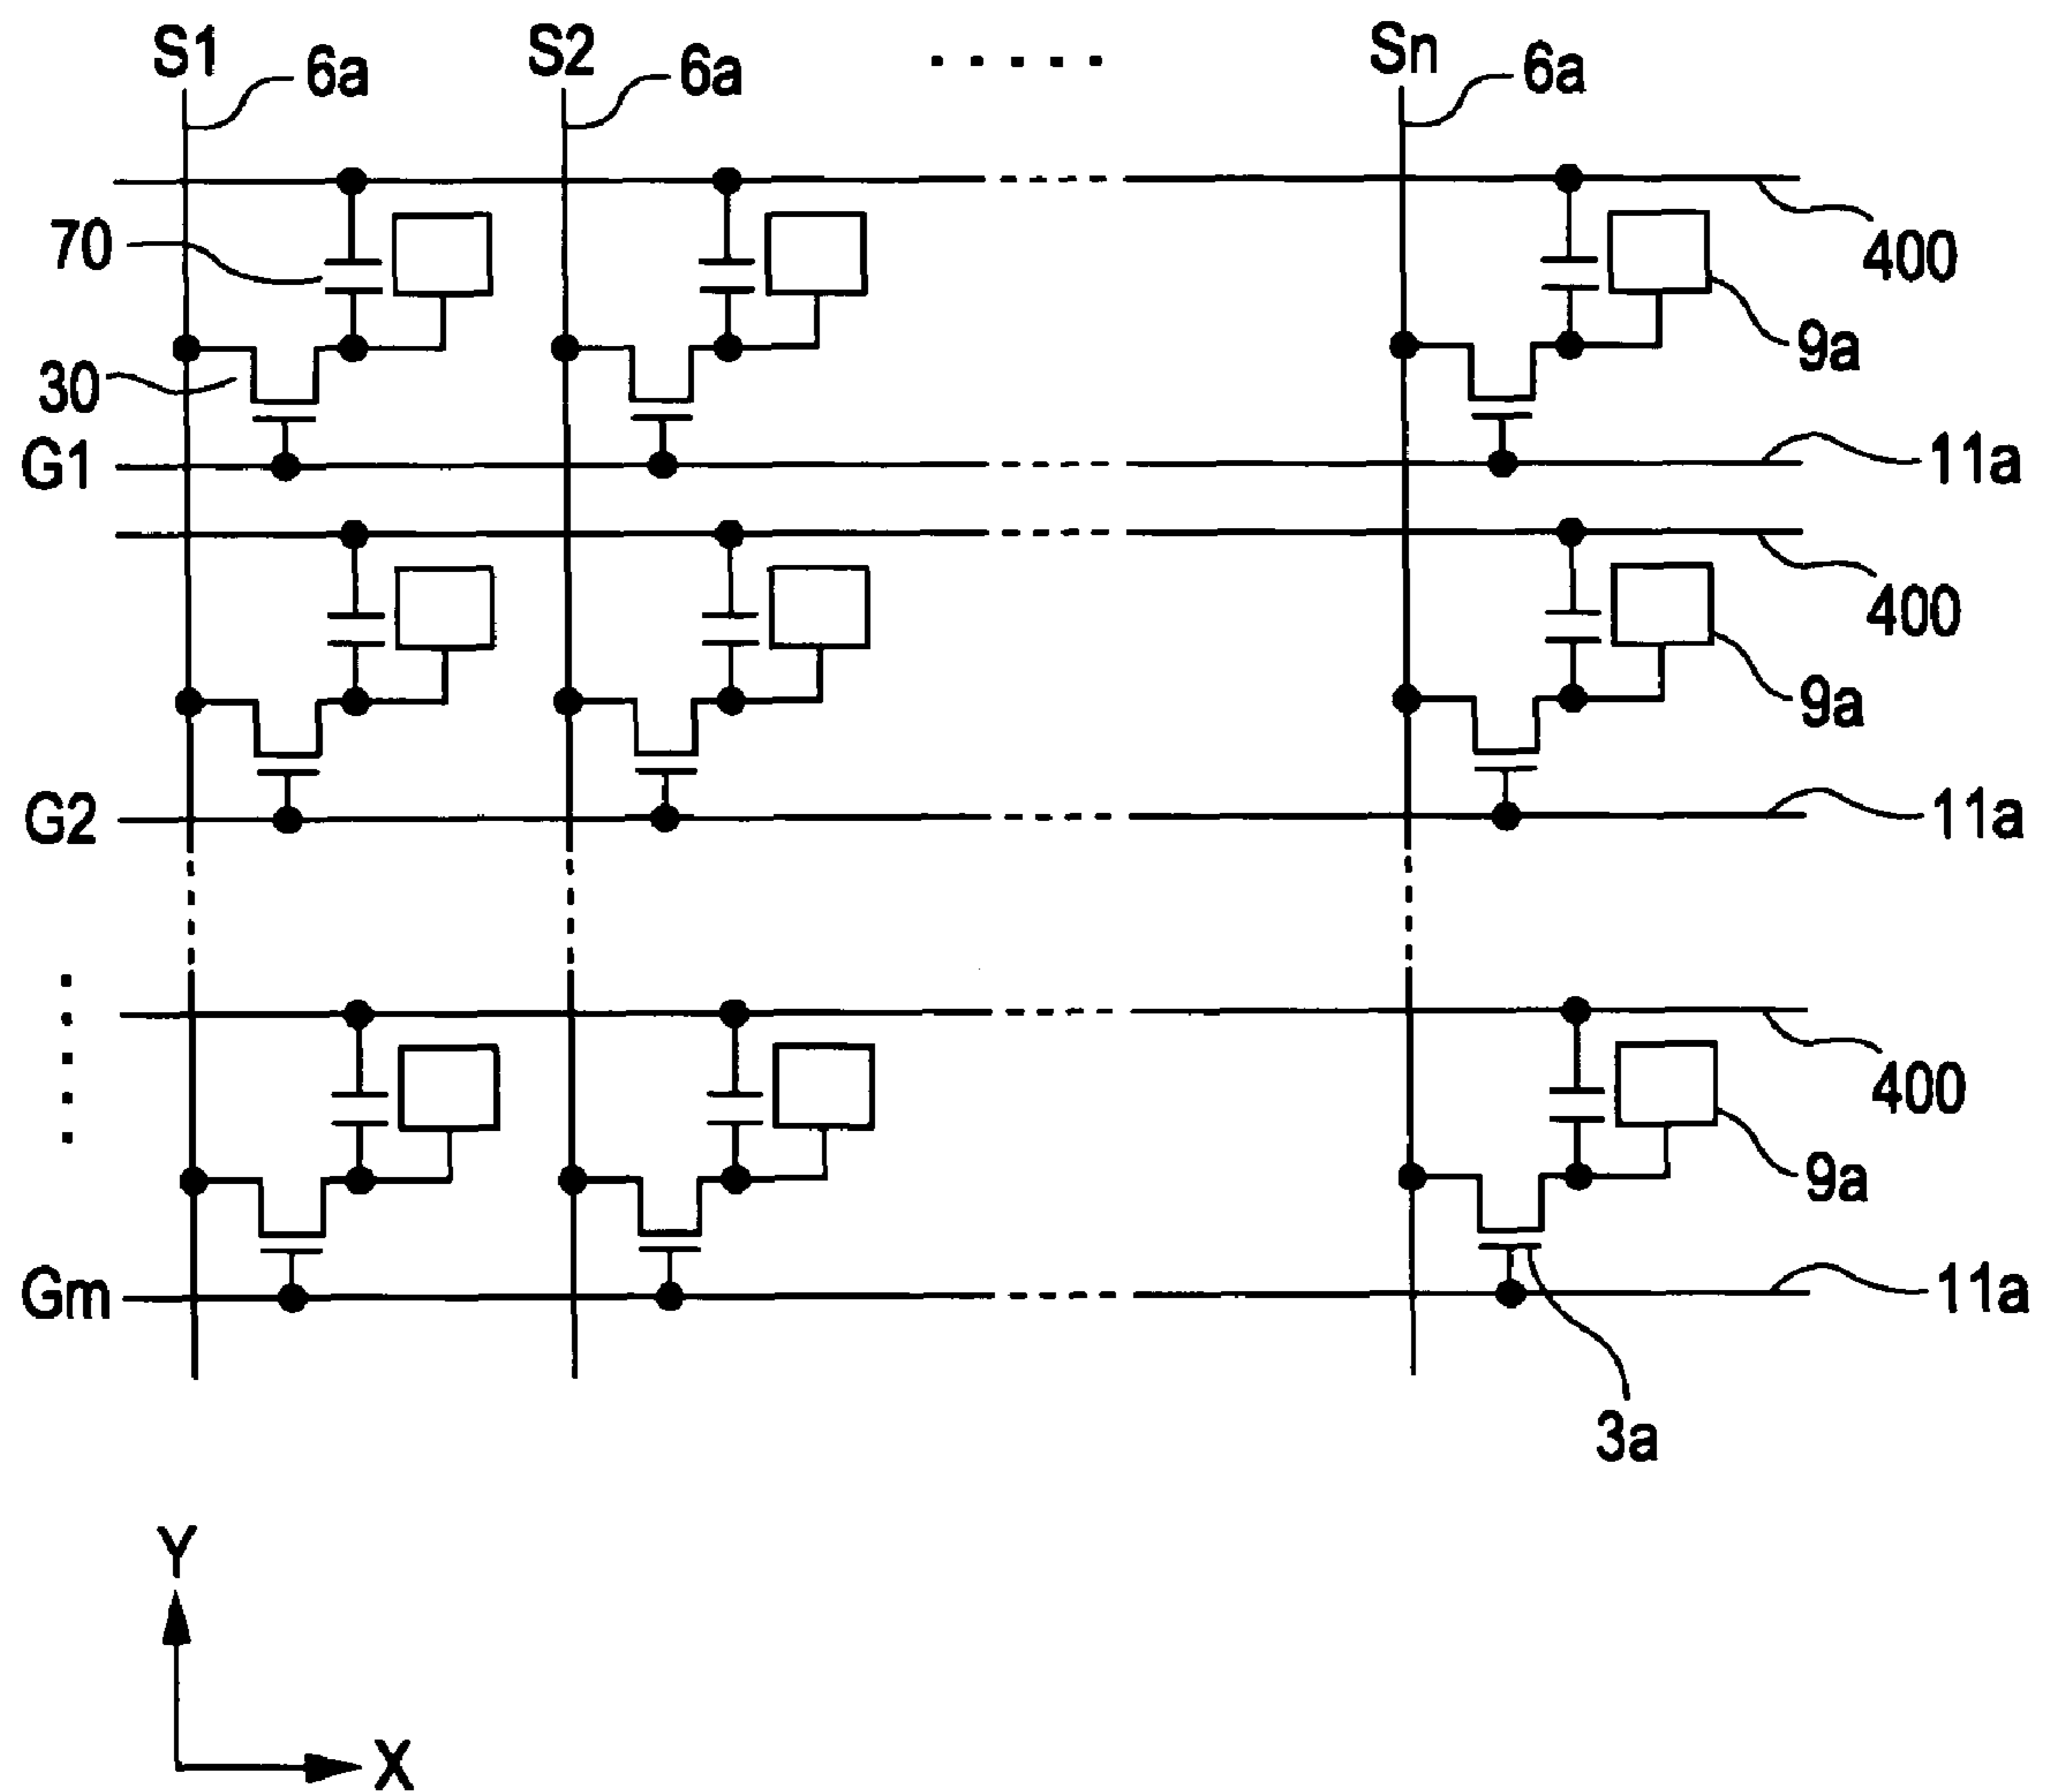 S1 6a S2 6a ..... Sn 6a
70 400
9a
30
G1 11a
400
9a
G2 11a
400
9a
Gm 11a
3a
Y
X